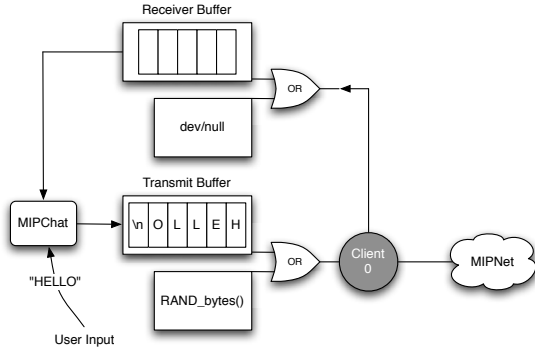 Receiver Buffer
OR
dev/null
Transmit Buffer
MIPChat
\n O L L E H
OR
Client
0
MIPNet
"HELLO"
RAND_bytes()
User Input